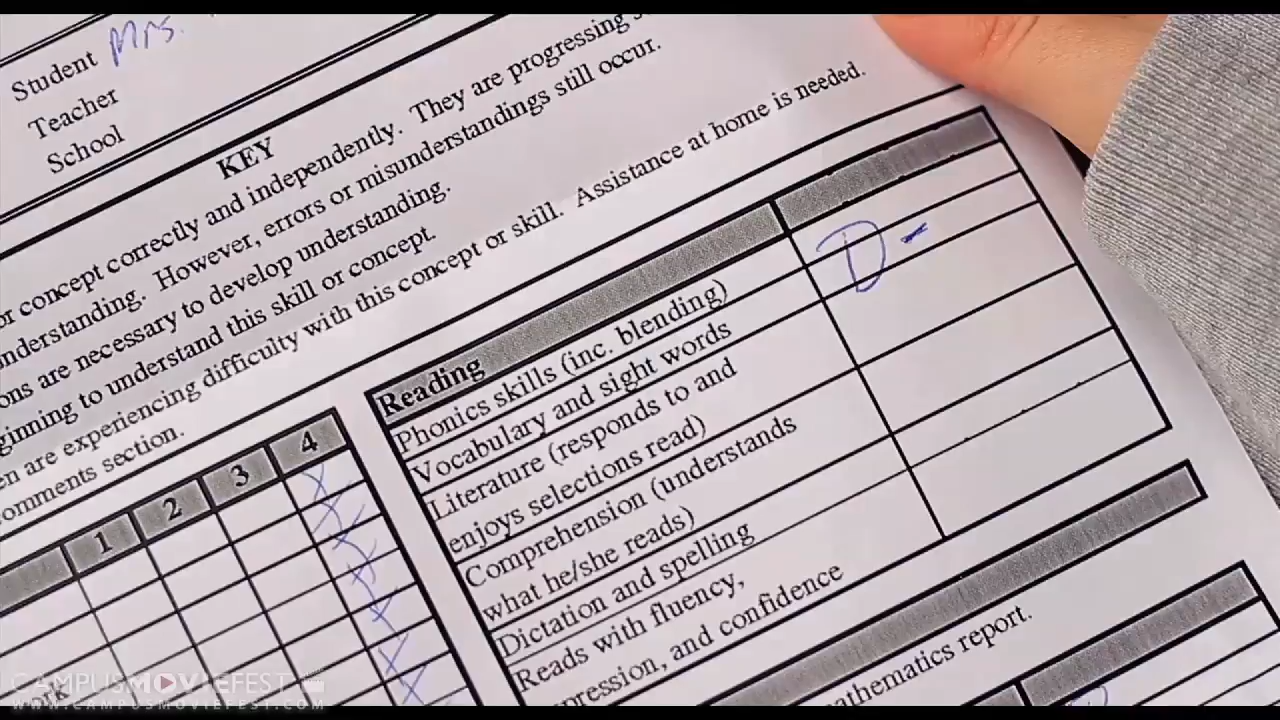 Student Mrs.
Teacher
School
KEY
or concept correctly and independently. They are progressing
nderstanding. However, errors or misunderstandings still occur.
ons are necessary to develop understanding.
ginning to understand this skill or concept.
en are experiencing difficulty with this concept or skill. Assistance at home is needed.
omments section.
1 2 3 4
Reading
Phonics skills (inc. blending) D-
Vocabulary and sight words
Literature (responds to and
enjoys selections read)
Comprehension (understands
what he/she reads)
Dictation and spelling
Reads with fluency,
pression, and confidence
athematics report.
CAMPUSMOVIEFEST
WWW.CAMPUSMOVIEFEST.COM